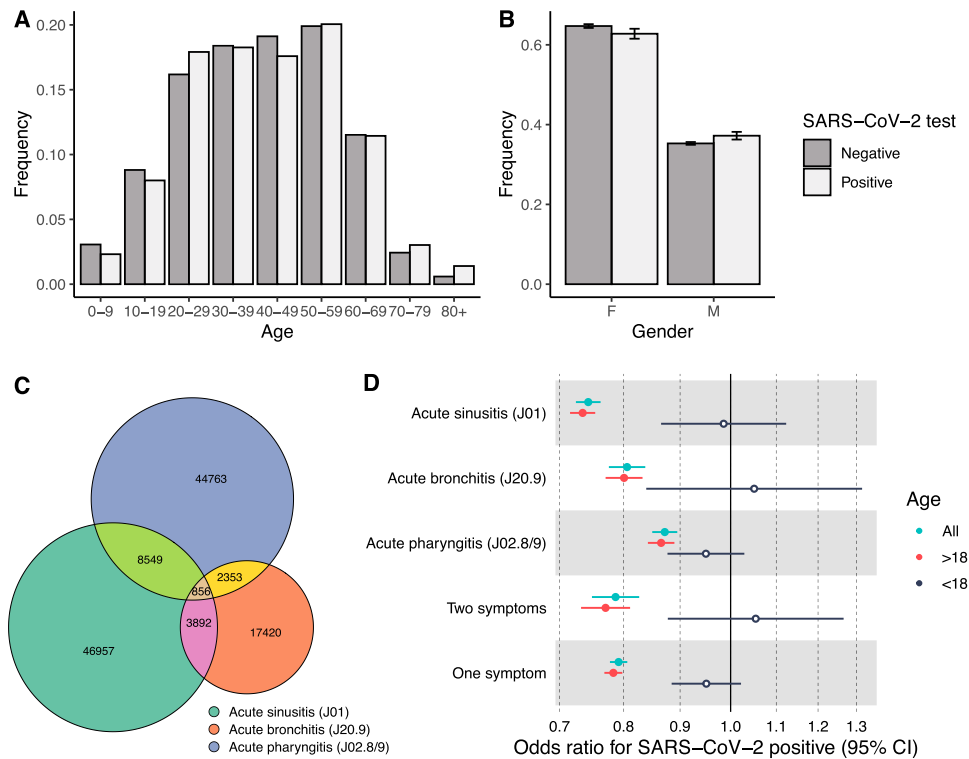 A
Frequency
0.20
0.15
0.10
0.05
0.00
0−9 10−19 20−29 30−39 40−49 50−59 60−69 70−79 80+
Age
B
Frequency
0.6
0.4
0.2
0.0
F M
Gender
SARS−CoV−2 test
Negative
Positive
C
44763
8549
2353
856
3892
17420
46957
Acute sinusitis (J01)
Acute bronchitis (J20.9)
Acute pharyngitis (J02.8/9)
D
Acute sinusitis (J01)
Acute bronchitis (J20.9)
Acute pharyngitis (J02.8/9)
Two symptoms
One symptom
0.7 0.8 0.9 1.0 1.1 1.2 1.3
Odds ratio for SARS−CoV−2 positive (95% CI)
Age
All
>18
<18